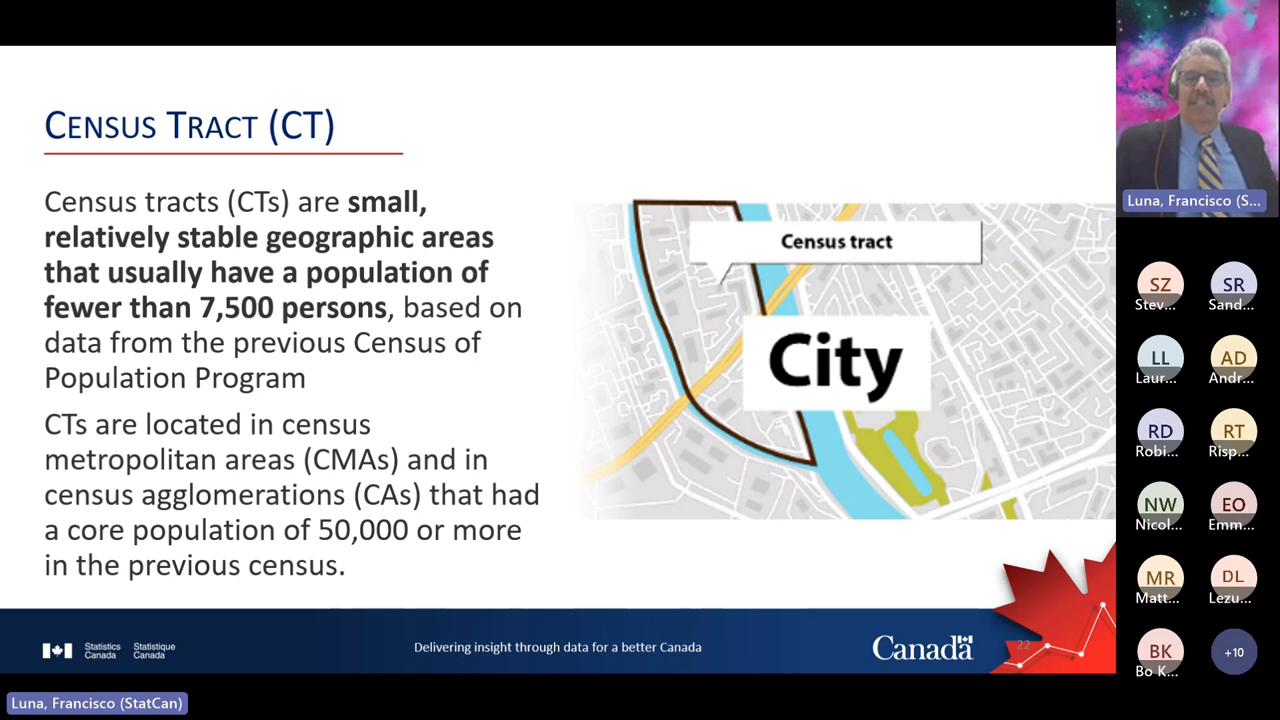 CENSUS TRACT (CT)
Census tracts (CTs) are small,
relatively stable geographic areas
that usually have a population of
fewer than 7,500 persons, based on
data from the previous Census of
Population Program
CTs are located in census
metropolitan areas (CMAs) and in
census agglomerations (CAs) that had
a core population of 50,000 or more
in the previous census.
Census tract
City
Statistics
Canada
Statistique
Canada
Delivering insight through data for a better Canada
Canada
22
Luna, Francisco (StatCan)
Luna, Francisco (S...
SZ
Stev...
SR
Sand...
LL
Laur...
AD
Andr...
RD
Robi...
RT
Risp...
NW
Nicol...
EO
Emm...
MR
Matt...
DL
Lezu...
BK
Bo K...
+10